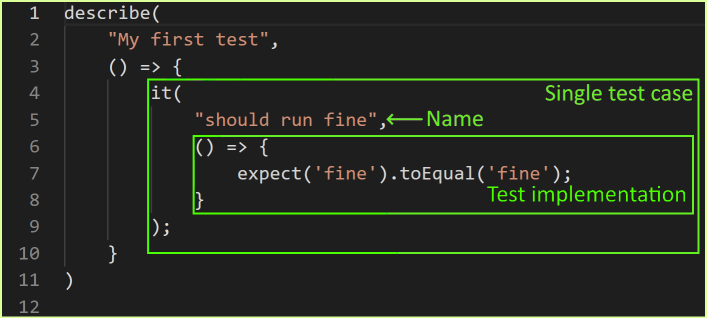 1 describe(
2 "My first test",
3 () => {
4 it( Single test case
5 "should run fine", Name
6 () => {
7 expect('fine').toEqual('fine');
8 } Test implementation
9 );
10 }
11 )
12